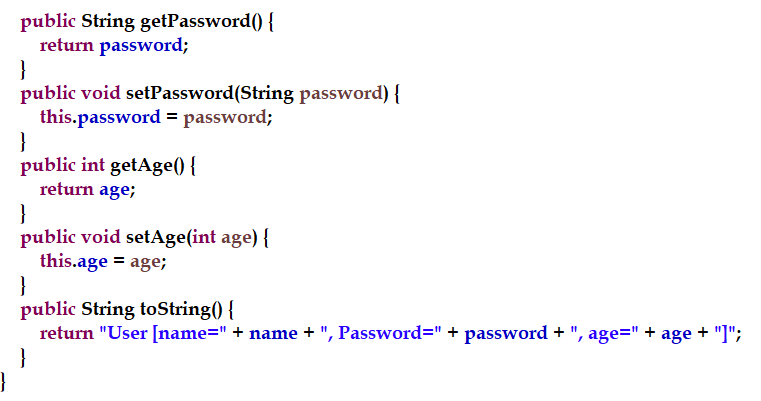 public String getPassword() {
return password;
}
public void setPassword(String password) {
this.password = password;
}
public int getAge() {
return age;
}
public void setAge(int age) {
this.age = age;
}
public String toString() {
return "User [name=" + name + ", Password=" + password + ", age=" + age + "]";
}
}